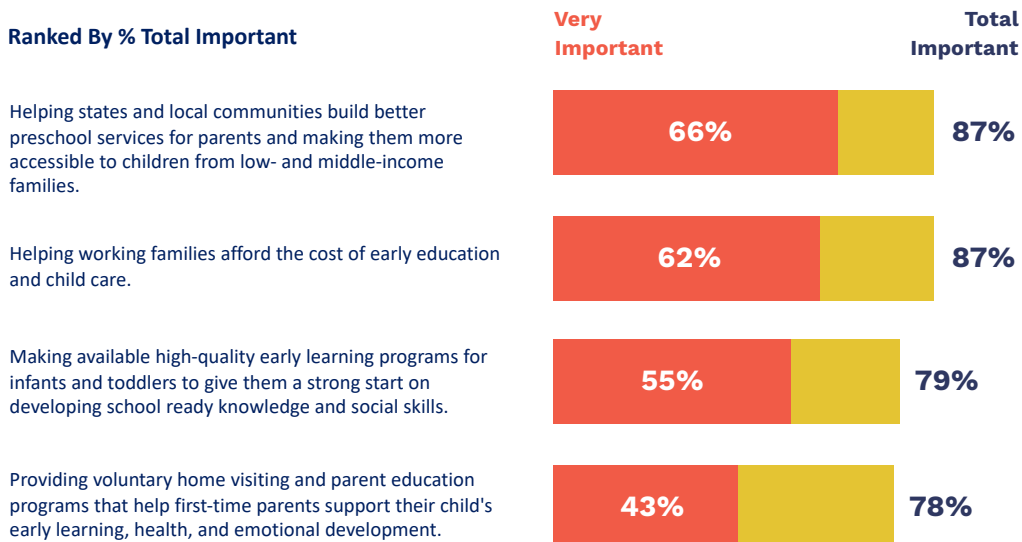 Ranked By % Total Important
Very
Important
Total
Important
Helping states and local communities build better
preschool services for parents and making them more
accessible to children from low- and middle-income
families.
66%
87%
Helping working families afford the cost of early education
and child care.
62%
87%
Making available high-quality early learning programs for
infants and toddlers to give them a strong start on
developing school ready knowledge and social skills.
55%
79%
Providing voluntary home visiting and parent education
programs that help first-time parents support their child's
early learning, health, and emotional development.
43%
78%